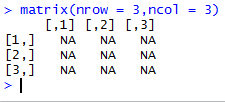 > matrix(nrow = 3,ncol = 3)
     [,1] [,2] [,3]
[1,]   NA   NA   NA
[2,]   NA   NA   NA
[3,]   NA   NA   NA
>